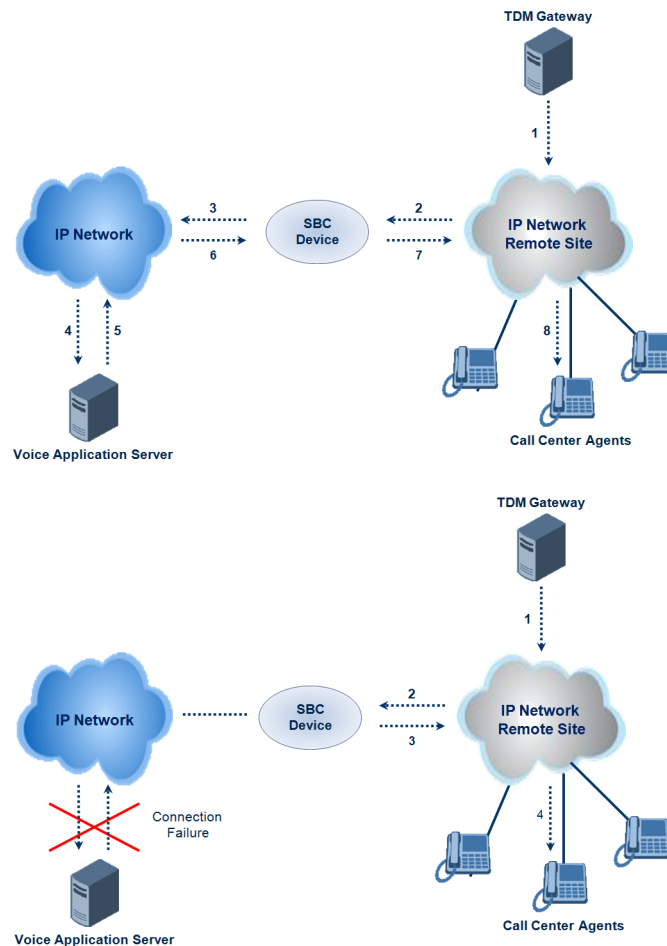 TDM Gateway
1
3
2
IP Network
SBC
Device
IP Network
Remote Site
6
7
4
5
8
Voice Application Server
Call Center Agents
TDM Gateway
1
2
IP Network
SBC
Device
IP Network
Remote Site
3
Connection
Failure
4
Call Center Agents
Voice Application Server